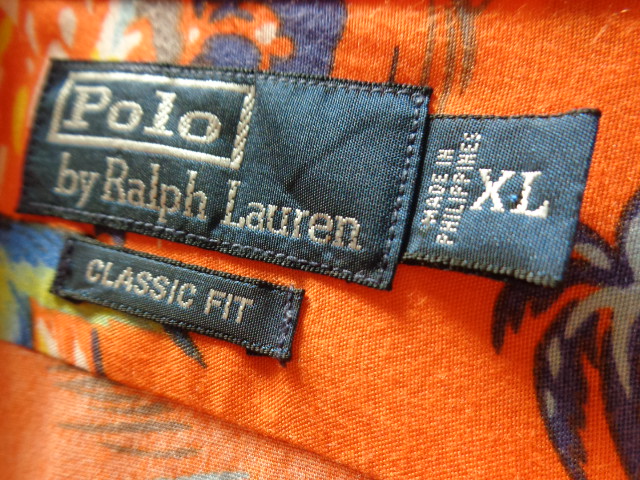 Polo
by Ralph Lauren
MADE IN
PHILIPPINES
XL
CLASSIC FIT